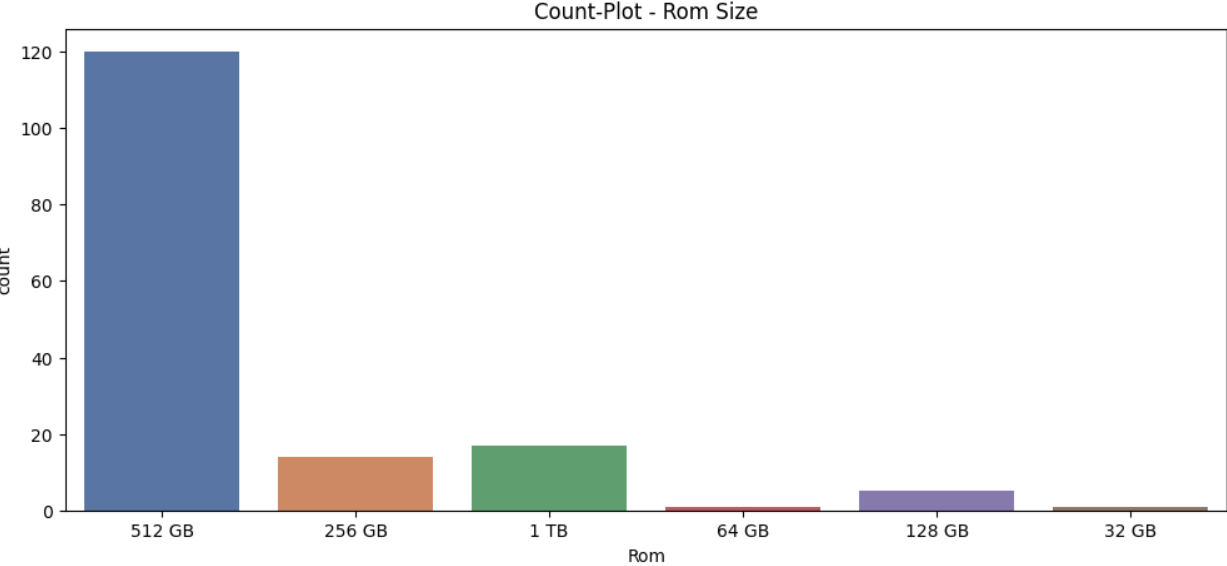 Count-Plot - Rom Size
120
100
80
60
40
20
0
count
512 GB
256 GB
1 TB
64 GB
128 GB
32 GB
Rom